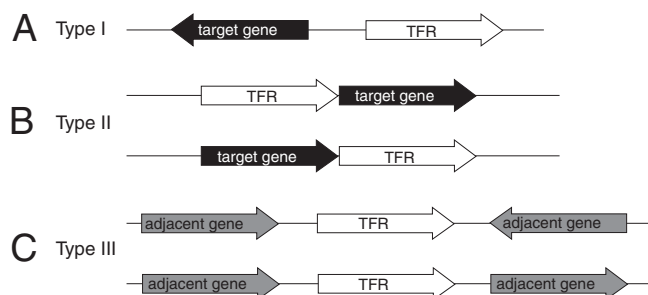 A Type I target gene TFR
B Type II
TFR target gene
target gene TFR
C Type III
adjacent gene TFR adjacent gene
adjacent gene TFR adjacent gene